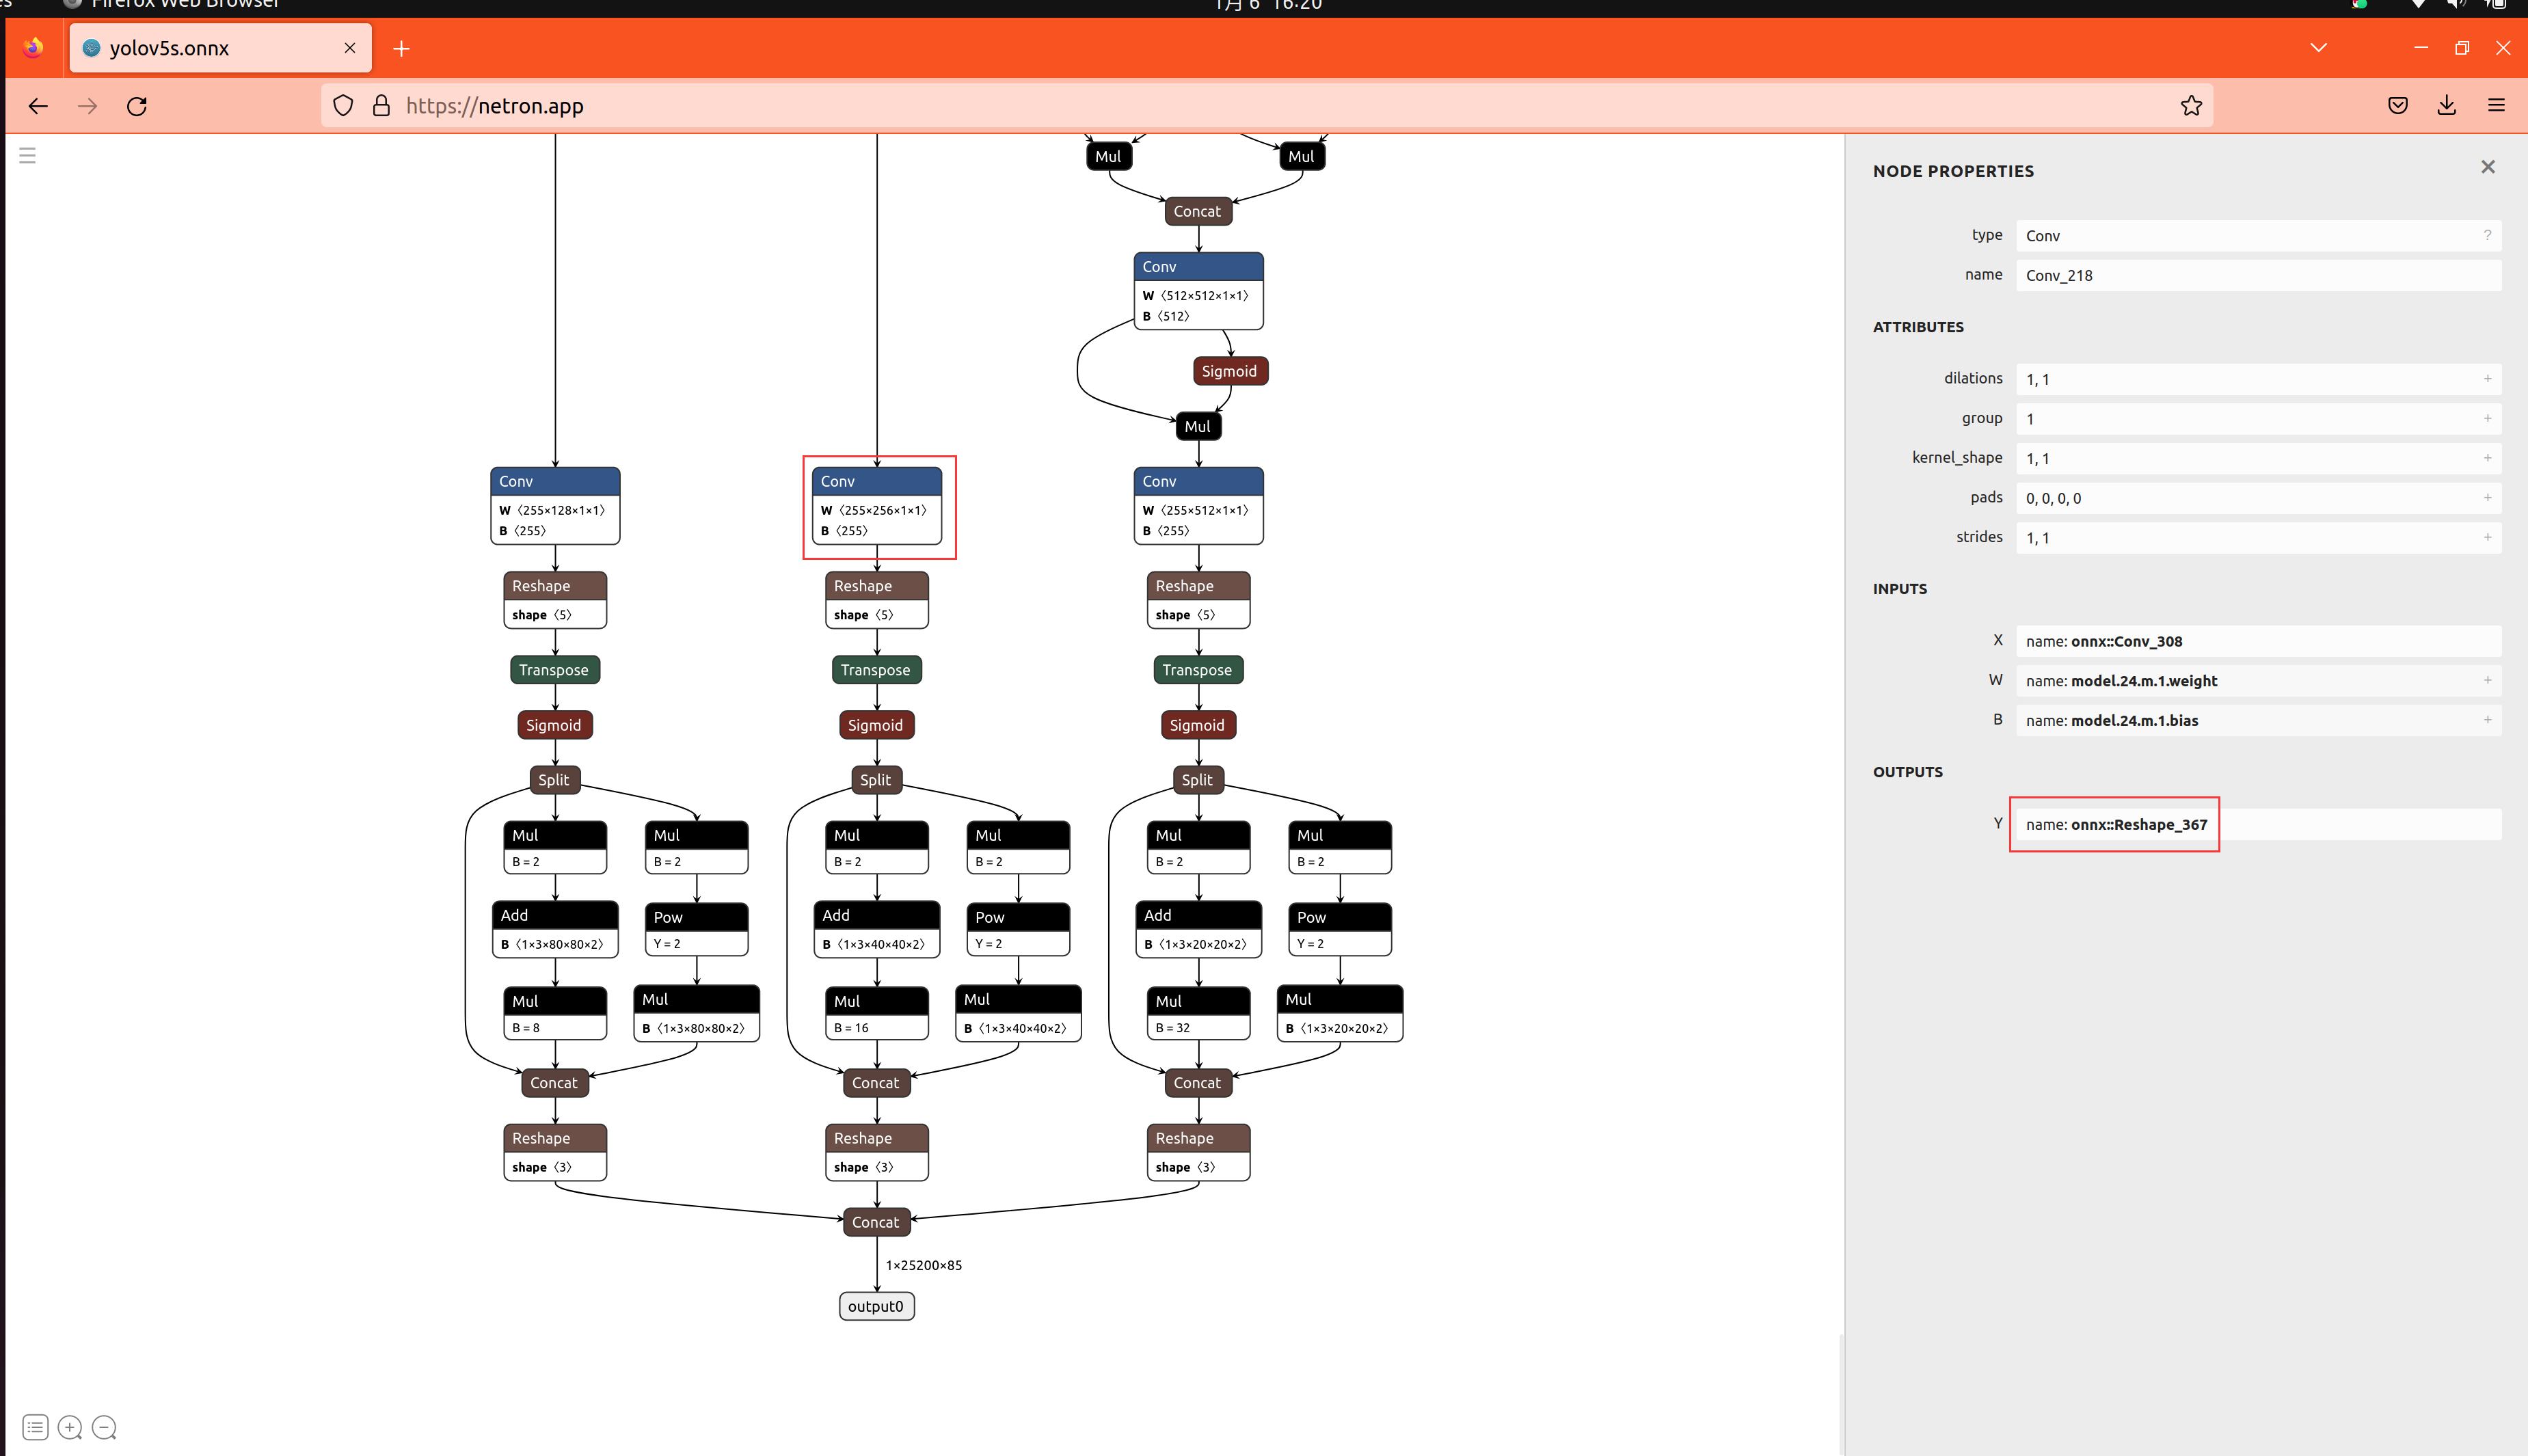 Firefox Web Browser
1月 6 16:20
yolov5s.onnx
https://netron.app
Mul
Mul
Concat
Conv
W 〈512×512×1×1〉
B 〈512〉
Sigmoid
Mul
Conv
W 〈255×128×1×1〉
B 〈255〉
Conv
W 〈255×256×1×1〉
B 〈255〉
Conv
W 〈255×512×1×1〉
B 〈255〉
Reshape
shape 〈5〉
Reshape
shape 〈5〉
Reshape
shape 〈5〉
Transpose
Transpose
Transpose
Sigmoid
Sigmoid
Sigmoid
Split
Split
Split
Mul
B = 2
Mul
B = 2
Mul
B = 2
Mul
B = 2
Mul
B = 2
Mul
B = 2
Add
B 〈1×3×80×80×2〉
Pow
Y = 2
Add
B 〈1×3×40×40×2〉
Pow
Y = 2
Add
B 〈1×3×20×20×2〉
Pow
Y = 2
Mul
B = 8
Mul
B 〈1×3×80×80×2〉
Mul
B = 16
Mul
B 〈1×3×40×40×2〉
Mul
B = 32
Mul
B 〈1×3×20×20×2〉
Concat
Concat
Concat
Reshape
shape 〈3〉
Reshape
shape 〈3〉
Reshape
shape 〈3〉
Concat
1×25200×85
output0
NODE PROPERTIES
type Conv ?
name Conv_218
ATTRIBUTES
dilations 1, 1 +
group 1 +
kernel_shape 1, 1 +
pads 0, 0, 0, 0 +
strides 1, 1 +
INPUTS
X name: onnx::Conv_308
W name: model.24.m.1.weight +
B name: model.24.m.1.bias +
OUTPUTS
Y name: onnx::Reshape_367